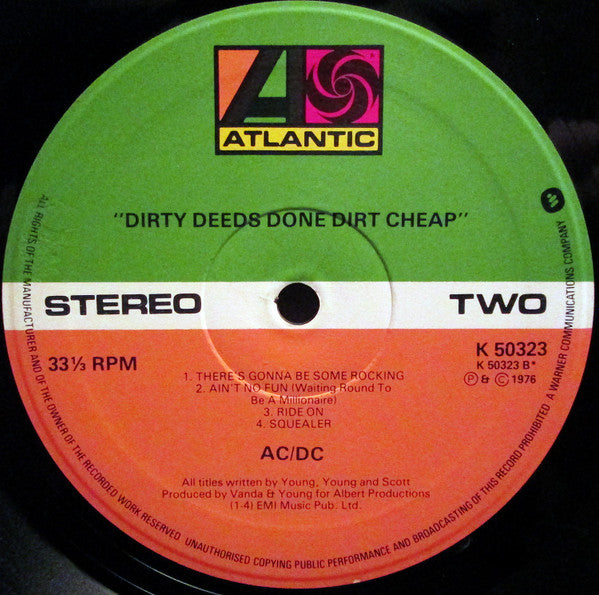 ATLANTIC
"DIRTY DEEDS DONE DIRT CHEAP"
STEREO TWO
33⅓ RPM
K 50323
K 50323 B*
Ⓟ & © 1976
1. THERE'S GONNA BE SOME ROCKING
2. AIN'T NO FUN (Waiting Round To
Be A Millionaire)
3. RIDE ON
4. SQUEALER
AC/DC
All titles written by Young, Young and Scott
Produced by Vanda & Young for Albert Productions
(1-4) EMI Music Pub. Ltd.
ALL RIGHTS OF THE MANUFACTURER AND OF THE OWNER OF THE RECORDED WORK RESERVED. UNAUTHORISED COPYING PUBLIC PERFORMANCE AND BROADCASTING OF THIS RECORD PROHIBITED. A WARNER COMMUNICATIONS COMPANY